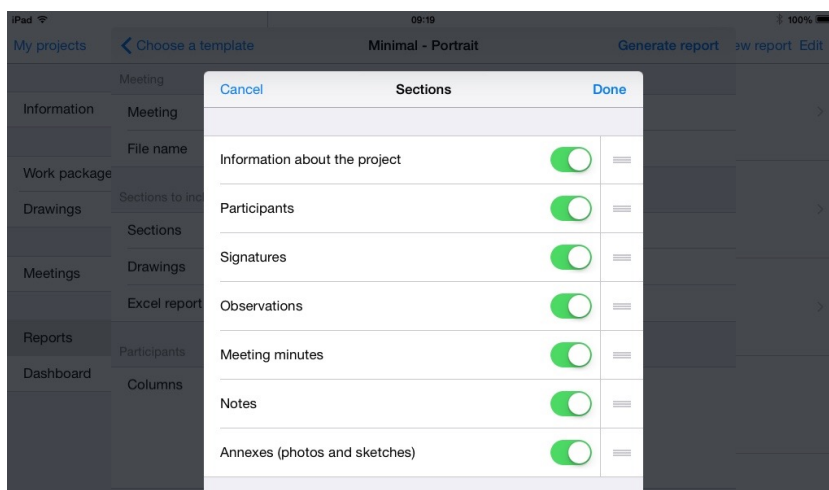 iPad 09:19 100%
My projects Choose a template Minimal - Portrait Generate report ew report Edit
Meeting
Cancel Sections Done
Information Meeting
File name
Information about the project
Work package
Drawings Sections to inc Participants
Sections
Signatures
Meetings Drawings
Excel report Observations
Reports
Participants Meeting minutes
Dashboard Columns
Notes
Annexes (photos and sketches)